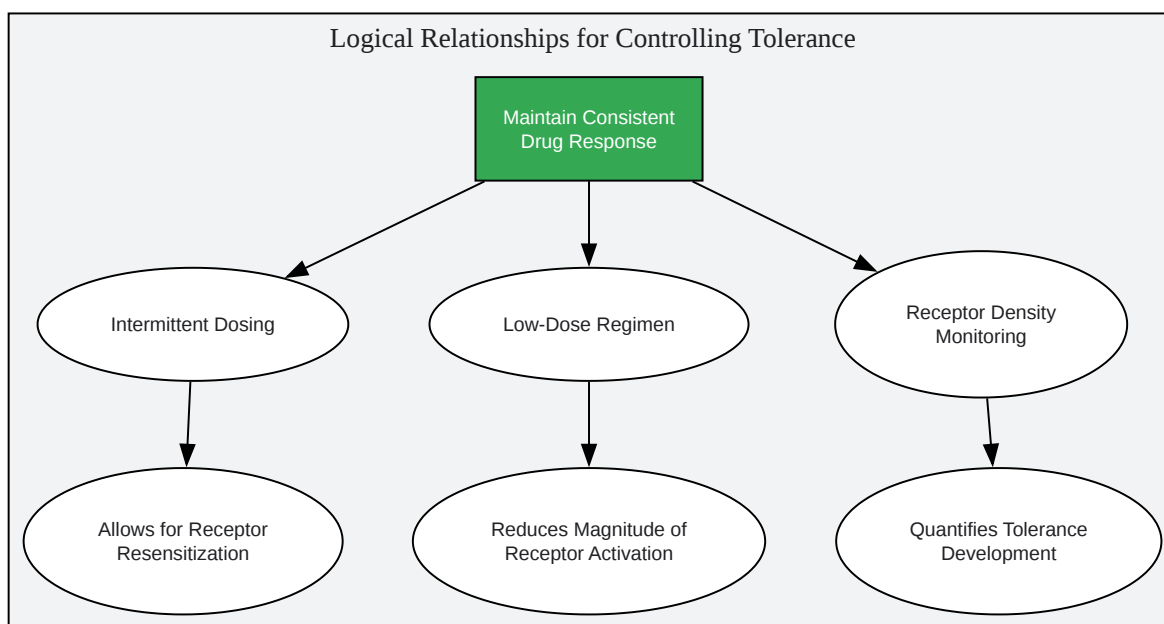 Logical Relationships for Controlling Tolerance
Maintain Consistent
Drug Response
Intermittent Dosing
Low-Dose Regimen
Receptor Density
Monitoring
Allows for Receptor
Resensitization
Reduces Magnitude of
Receptor Activation
Quantifies Tolerance
Development